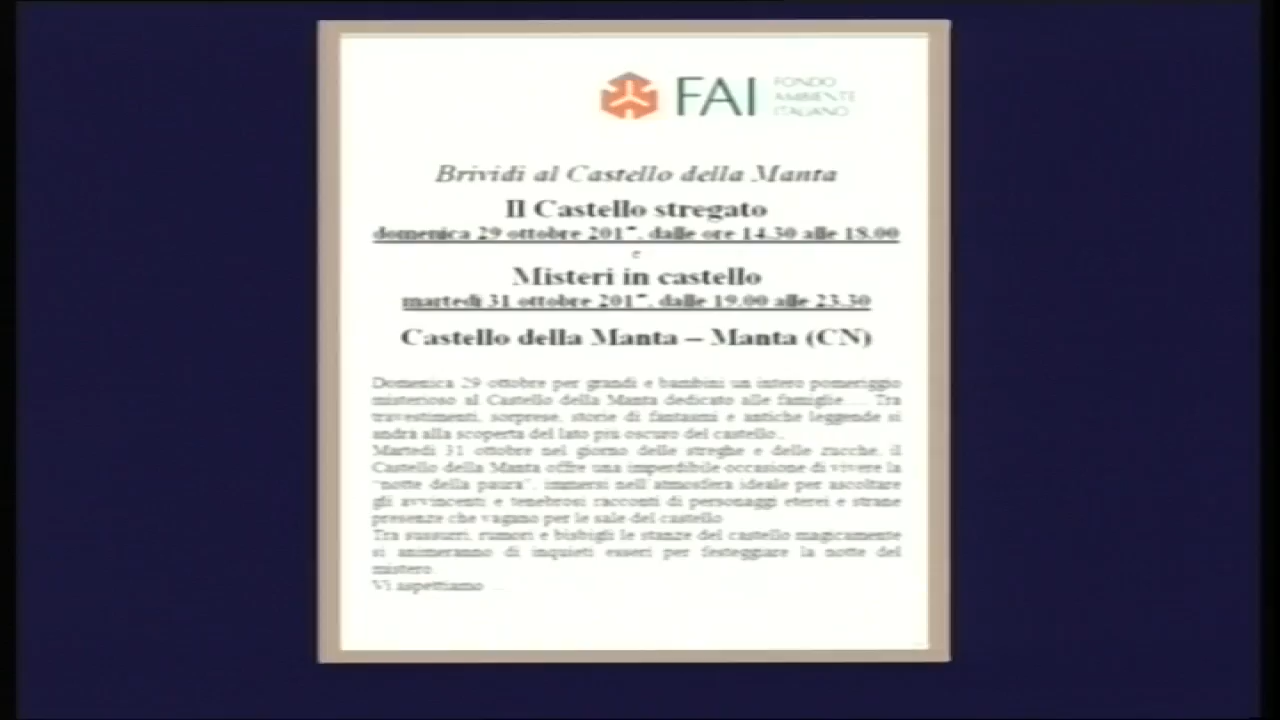 FAI
FONDO
AMBIENTE
ITALIANO
Brividi al Castello della Manta
Il Castello stregato
domenica 29 ottobre 2017, dalle ore 14.30 alle 18.00
e
Misteri in castello
martedì 31 ottobre 2017, dalle 19.00 alle 23.30
Castello della Manta – Manta (CN)
Domenica 29 ottobre per grandi e bambini un intero pomeriggio
misterioso al Castello della Manta dedicato alle famiglie… Tra
travestimenti, sorprese, storie di fantasmi e antiche leggende si
andrà alla scoperta del lato più oscuro del castello.
Martedì 31 ottobre nel giorno delle streghe e delle zucche, il
Castello della Manta offre una imperdibile occasione di vivere la
"notte della paura", immersi nell'atmosfera ideale per ascoltare
gli avvincenti e tenebrosi racconti di personaggi eterei e strane
presenze che vagano per le sale del castello
Tra sussurri, rumori e bisbigli le stanze del castello magicamente
si animeranno di inquieti esseri per festeggiare la notte del
mistero.
Vi aspettiamo…